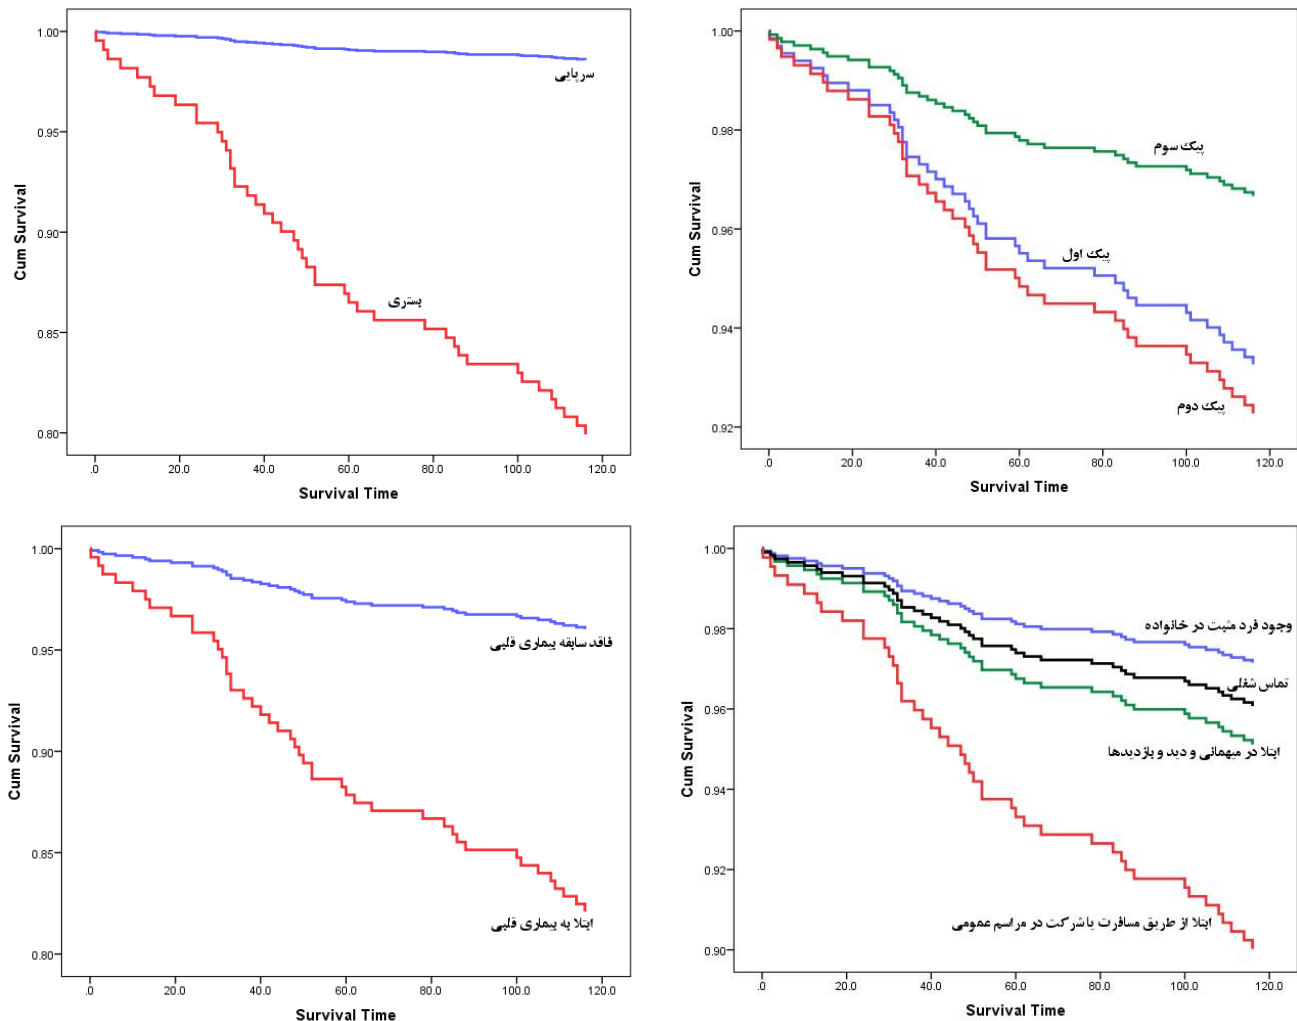 1.00
0.95
0.90
0.85
0.80
Cum Survival
سرپایی
بستری
.0 20.0 40.0 60.0 80.0 100.0 120.0
Survival Time
1.00
0.98
0.96
0.94
0.92
Cum Survival
پیک سوم
پیک اول
پیک دوم
.0 20.0 40.0 60.0 80.0 100.0 120.0
Survival Time
1.00
0.95
0.90
0.85
0.80
Cum Survival
فاقد سابقه بیماری قلبی
ابتلا به بیماری قلبی
.0 20.0 40.0 60.0 80.0 100.0 120.0
Survival Time
1.00
0.98
0.96
0.94
0.92
0.90
Cum Survival
وجود فرد مثبت در خانواده
تماس شغلی
ابتلا در میهمانی و دید و بازدیدها
ابتلا از طریق مسافرت یا شرکت در مراسم عمومی
.0 20.0 40.0 60.0 80.0 100.0 120.0
Survival Time